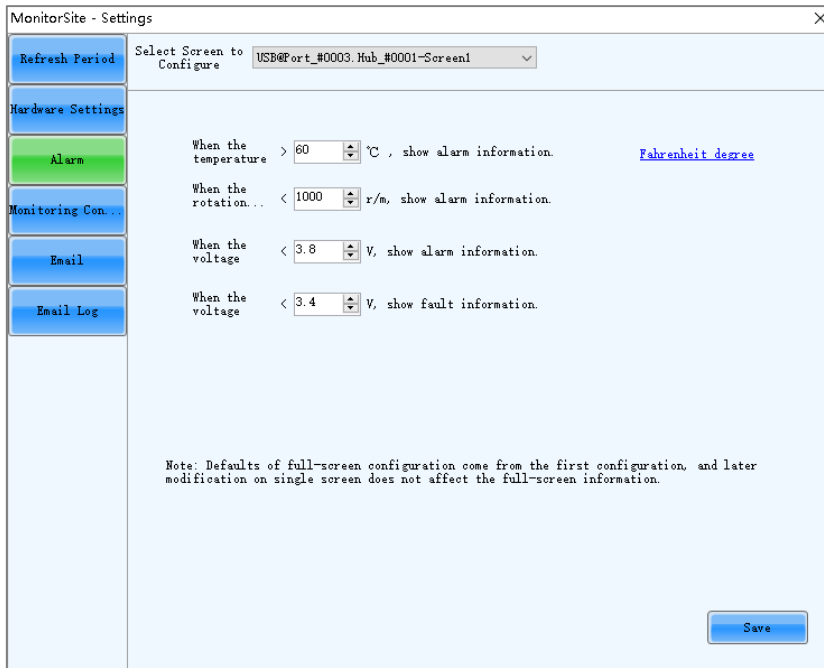 MonitorSite - Settings
Refresh Period
Hardware Settings
Alarm
Monitoring Con...
Email
Email Log
Select Screen to
Configure
USB@Port_#0003.Hub_#0001-Screen1
When the
temperature > 60 ℃ , show alarm information.
Fahrenheit degree
When the
rotation... < 1000 r/m, show alarm information.
When the
voltage < 3.8 V, show alarm information.
When the
voltage < 3.4 V, show fault information.
Note: Defaults of full-screen configuration come from the first configuration, and later
modification on single screen does not affect the full-screen information.
Save